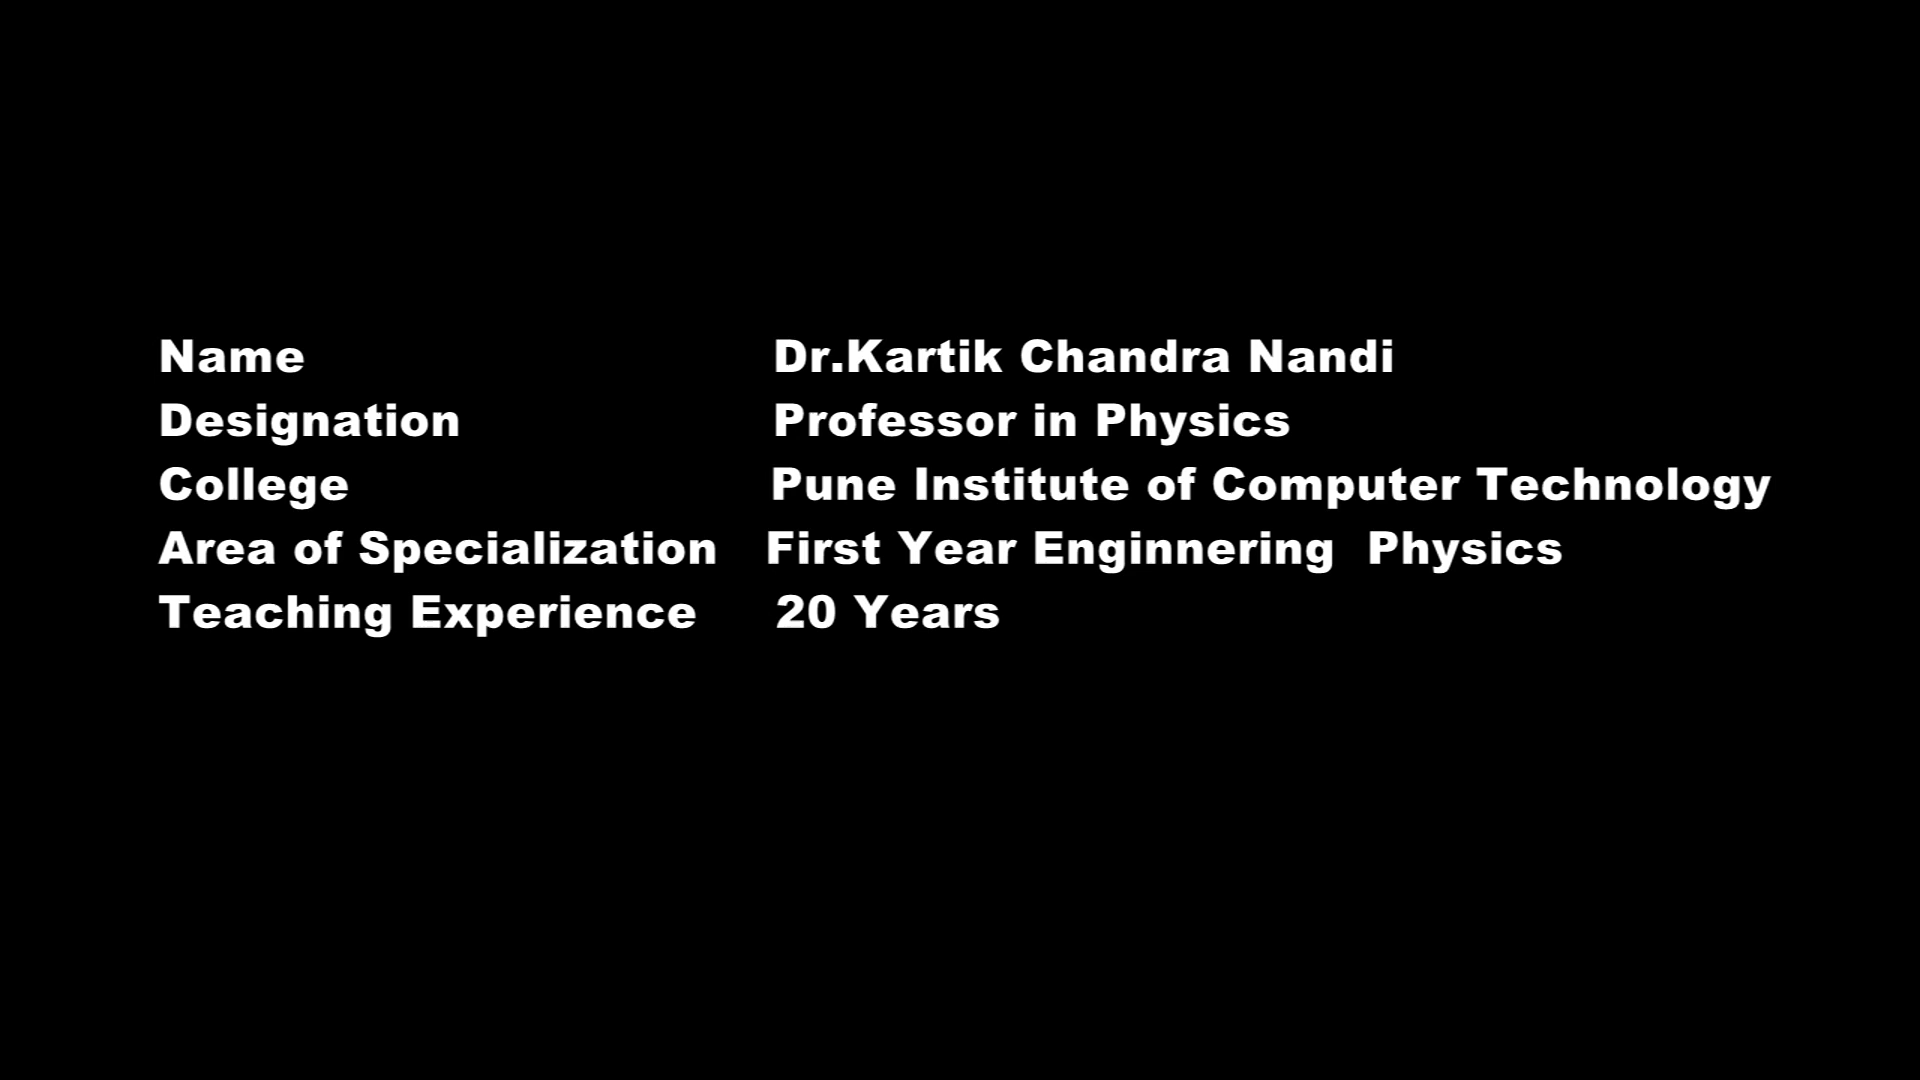 Name Dr.Kartik Chandra Nandi
Designation Professor in Physics
College Pune Institute of Computer Technology
Area of Specialization First Year Enginnering Physics
Teaching Experience 20 Years